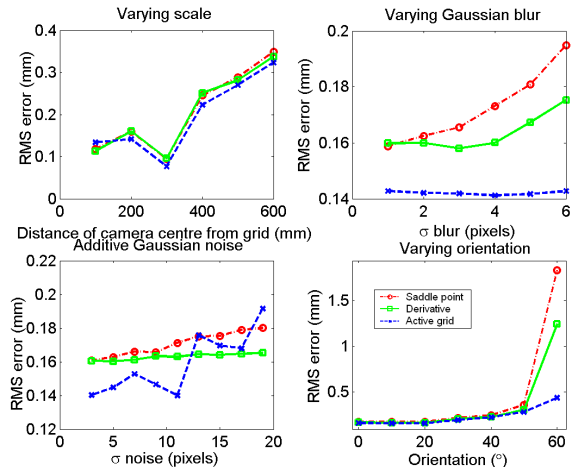 Varying scale
0.4
0.3
0.2
0.1
0
0
200
400
600
RMS error (mm)
Distance of camera centre from grid (mm)
Varying Gaussian blur
0.2
0.18
0.16
0.14
0
2
4
6
RMS error (mm)
σ blur (pixels)
Additive Gaussian noise
0.22
0.2
0.18
0.16
0.14
0.12
0
5
10
15
20
RMS error (mm)
σ noise (pixels)
Varying orientation
1.5
1
0.5
0
20
40
60
RMS error (mm)
Orientation (°)
Saddle point
Derivative
Active grid